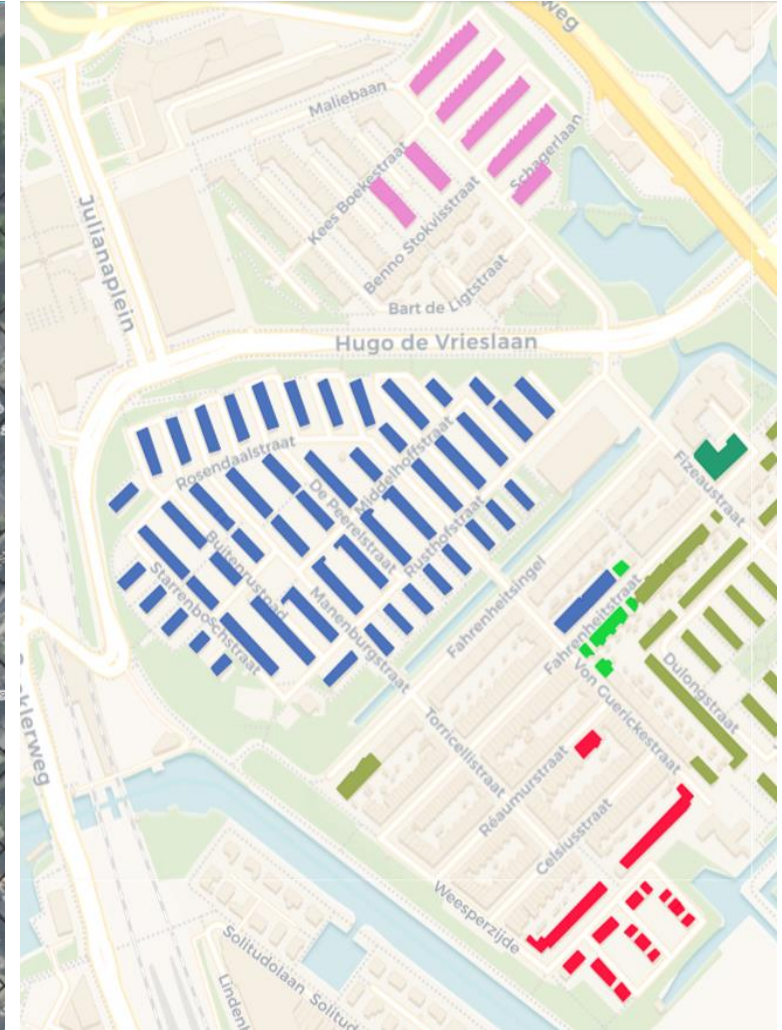 weg
Maliebaan
Kees Boekestraat
Schagerlaan
Benno Stokvisstraat
Julianaplein
Bart de Ligtstraat
Hugo de Vrieslaan
Rosendaalstraat
Middelhoffstraat
De Peerelstraat
Fizeaustraat
Buitenrustpad
Rusthofstraat
Starrenboschstraat
Manenburgstraat
Fahrenheitsingel
Fahrenheitstraat
Dulongstraat
Von Guerickestraat
Torricellistraat
Réaumurstraat
Celsiusstraat
Weesperzijde
Solitudolaan